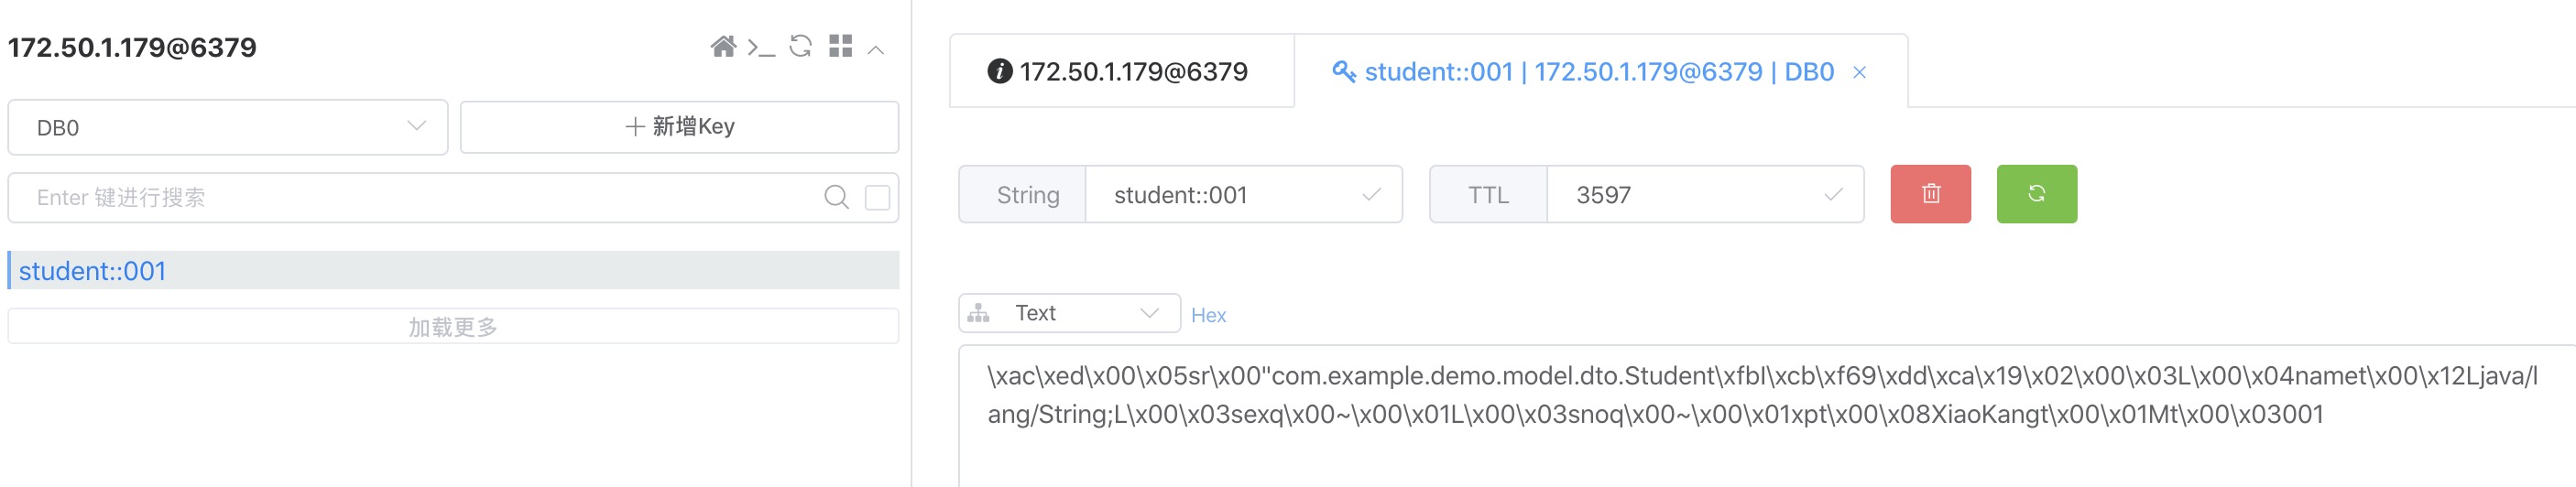 172.50.1.179@6379
DB0
新增Key
Enter 键进行搜索
student::001
加载更多
172.50.1.179@6379
student::001 | 172.50.1.179@6379 | DB0
String
student::001
TTL
3597
Text
Hex
\xac\xed\x00\x05sr\x00"com.example.demo.model.dto.Student\xfbI\xcb\xf69\xdd\xca\x19\x02\x00\x03L\x00\x04namet\x00\x12Ljava/l
ang/String;L\x00\x03sexq\x00~\x00\x01L\x00\x03snoq\x00~\x00\x01xpt\x00\x08XiaoKangt\x00\x01Mt\x00\x03001